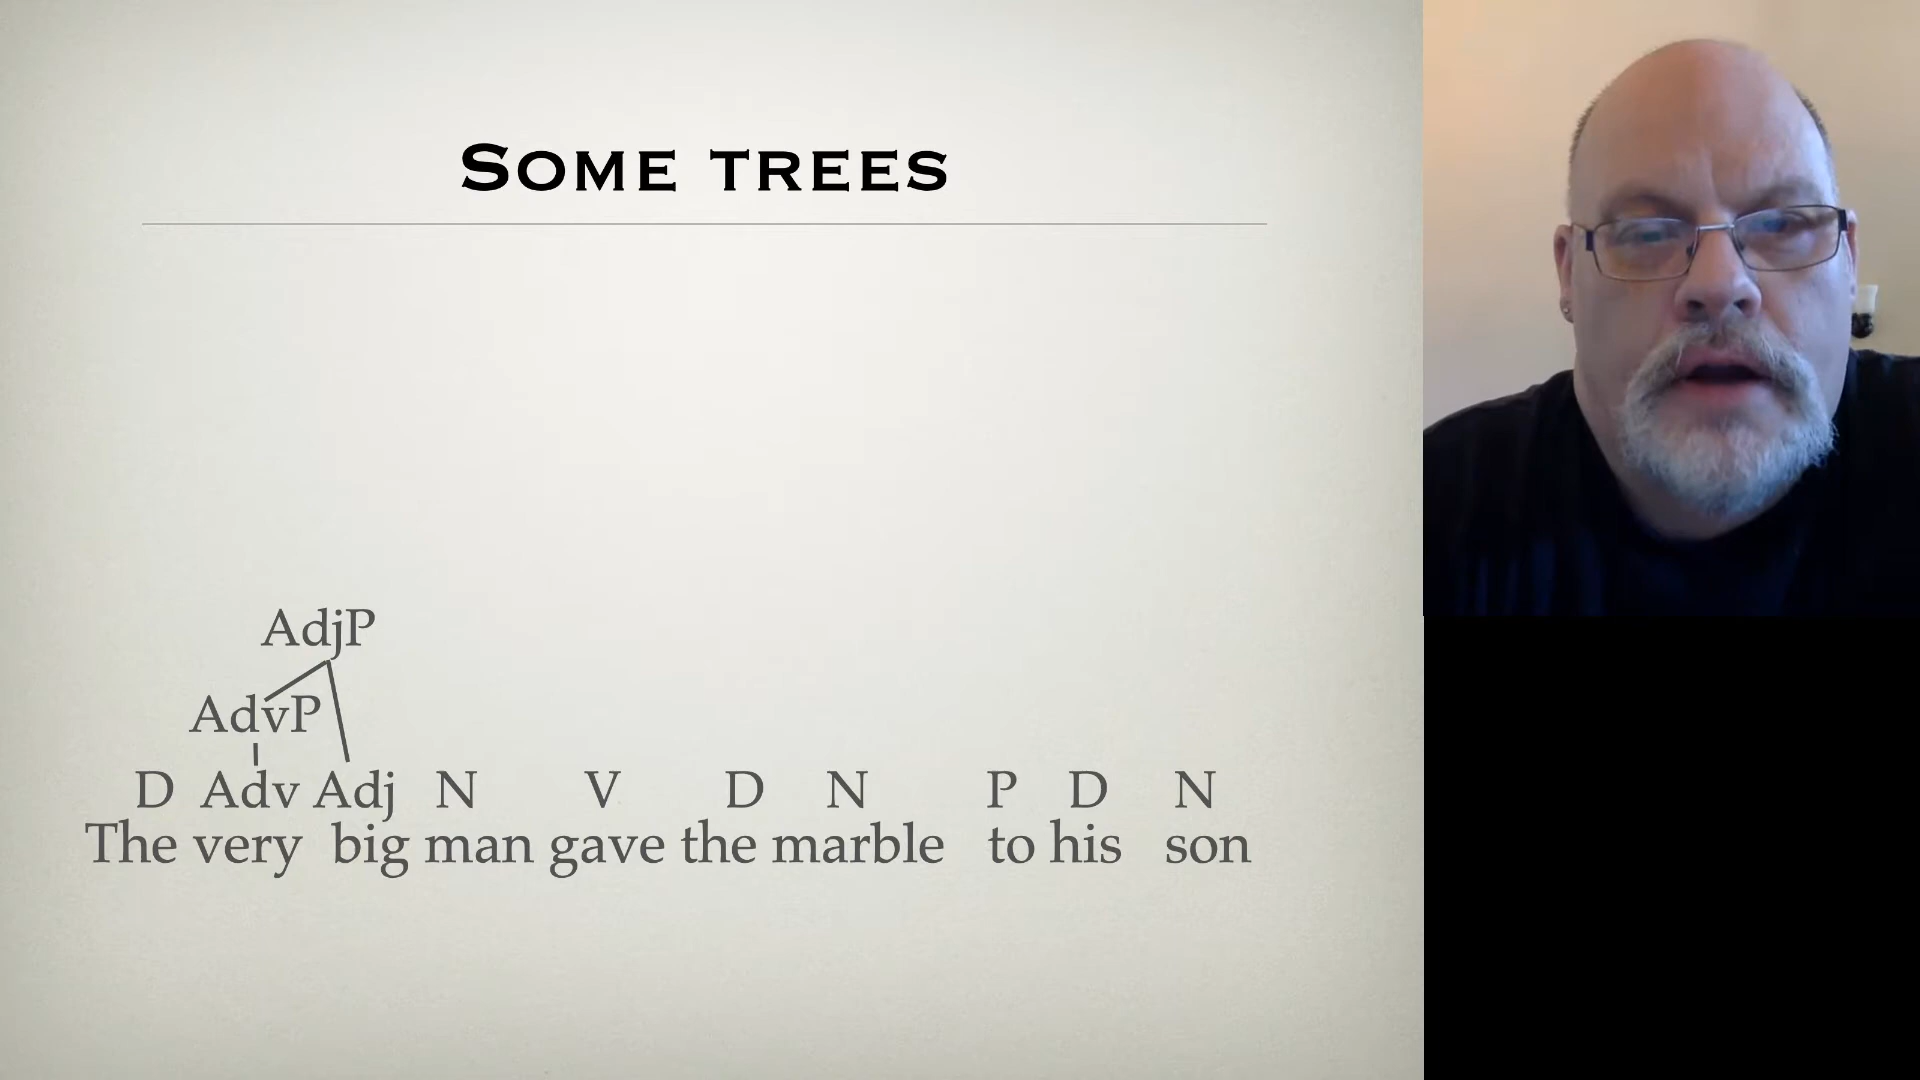 SOME TREES
AdjP
AdvP
D Adv Adj N V D N P D N
The very big man gave the marble to his son